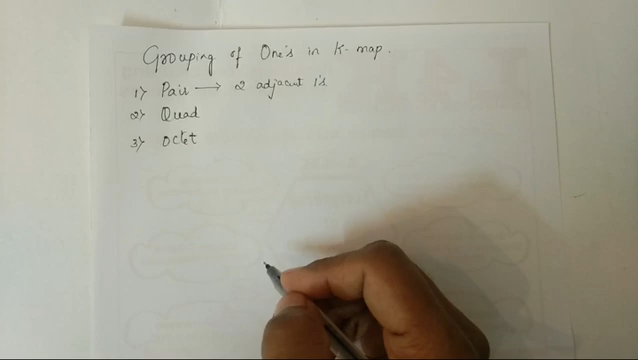 Grouping of One's in K-map.
1> Pair → 2 adjacent 1's
2> Quad
3> Octet